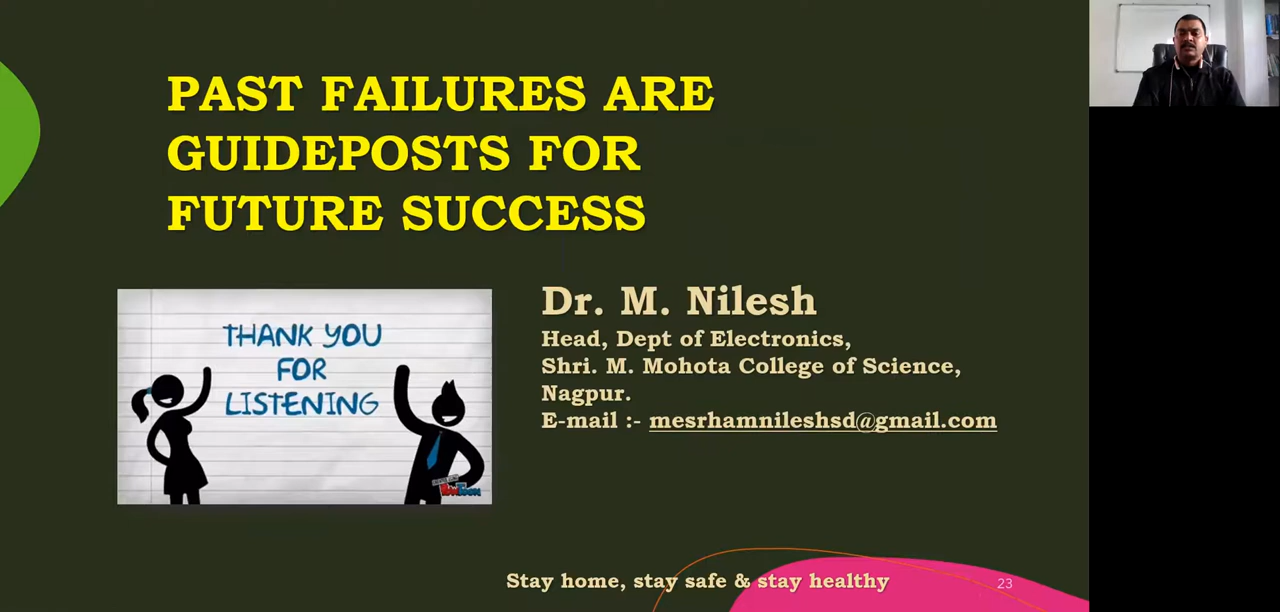 PAST FAILURES ARE
GUIDEPOSTS FOR
FUTURE SUCCESS
THANK YOU
FOR
LISTENING
Dr. M. Nilesh
Head, Dept of Electronics,
Shri. M. Mohota College of Science,
Nagpur.
E-mail :- mesrhamnileshsd@gmail.com
Stay home, stay safe & stay healthy
23